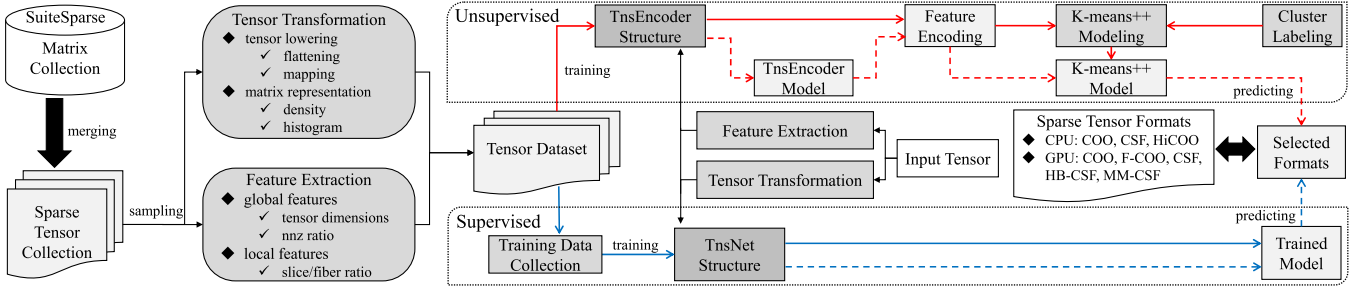 SuiteSparse
Matrix
Collection
merging
Sparse
Tensor
Collection
sampling
Tensor Transformation
◆ tensor lowering
✓ flattening
✓ mapping
◆ matrix representation
✓ density
✓ histogram
Feature Extraction
◆ global features
✓ tensor dimensions
✓ nnz ratio
◆ local features
✓ slice/fiber ratio
Tensor Dataset
Unsupervised
training
TnsEncoder
Structure
TnsEncoder
Model
Feature
Encoding
K-means++
Modeling
Cluster
Labeling
K-means++
Model
predicting
Feature Extraction
Tensor Transformation
Input Tensor
Sparse Tensor Formats
◆ CPU: COO, CSF, HiCOO
◆ GPU: COO, F-COO, CSF,
HB-CSF, MM-CSF
Selected
Formats
Supervised
Training Data
Collection
training
TnsNet
Structure
predicting
Trained
Model